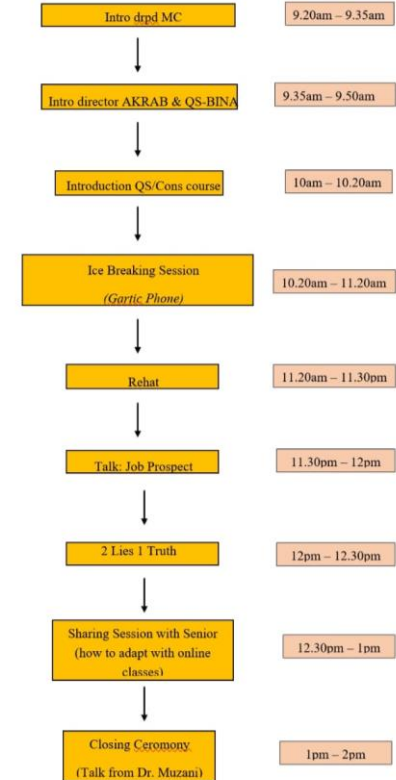 Intro drpd MC
9.20am – 9.35am
Intro director AKRAB & QS-BINA
9.35am – 9.50am
Introduction QS/Cons course
10am – 10.20am
Ice Breaking Session
(Gartic Phone)
10.20am – 11.20am
Rehat
11.20am – 11.30pm
Talk: Job Prospect
11.30pm – 12pm
2 Lies 1 Truth
12pm – 12.30pm
Sharing Session with Senior
(how to adapt with online
classes)
12.30pm – 1pm
Closing Ceromony
(Talk from Dr. Muzani)
1pm – 2pm